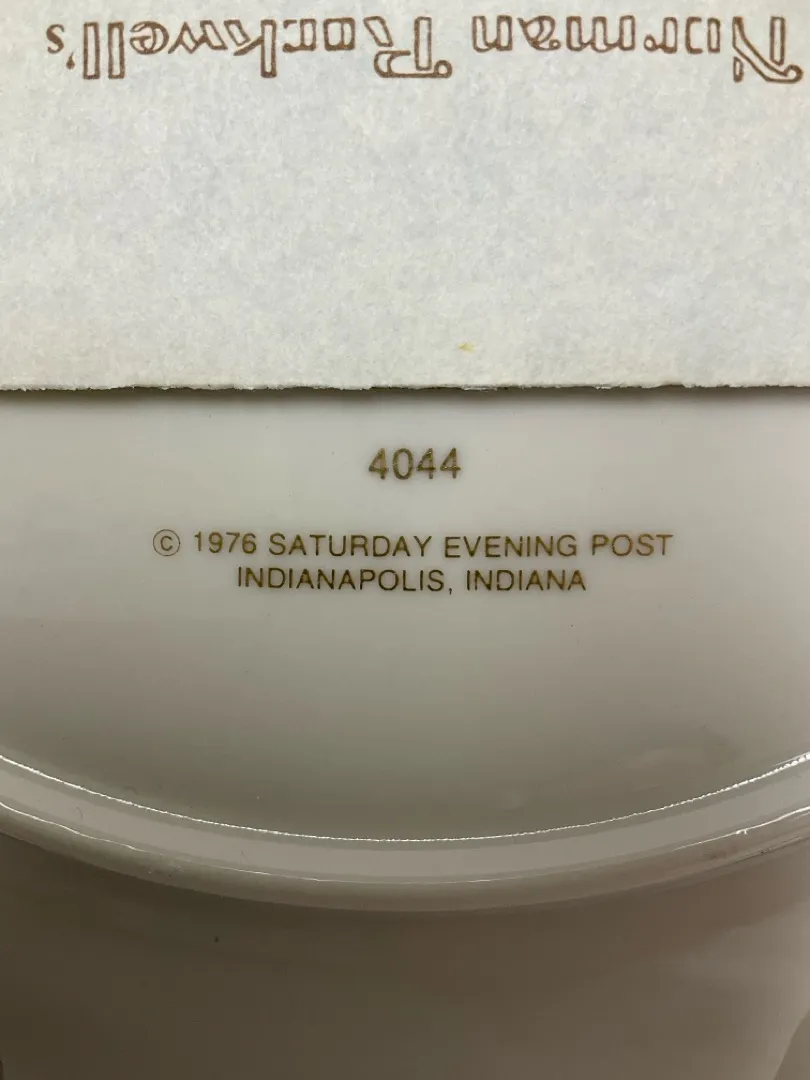 Norman Rockwell's
4044
© 1976 SATURDAY EVENING POST
INDIANAPOLIS, INDIANA